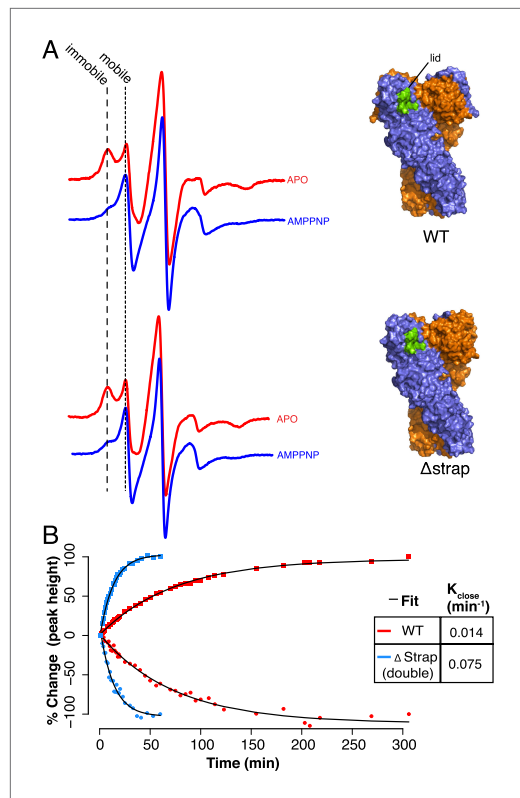 A
immobile
mobile
lid
APO
AMPPNP
WT
APO
AMPPNP
Δstrap
B
% Change (peak height)
100
50
0
−50
−100
0 50 100 150 200 250 300
Time (min)
Fit
K close (min-1)
WT 0.014
Δ Strap (double) 0.075